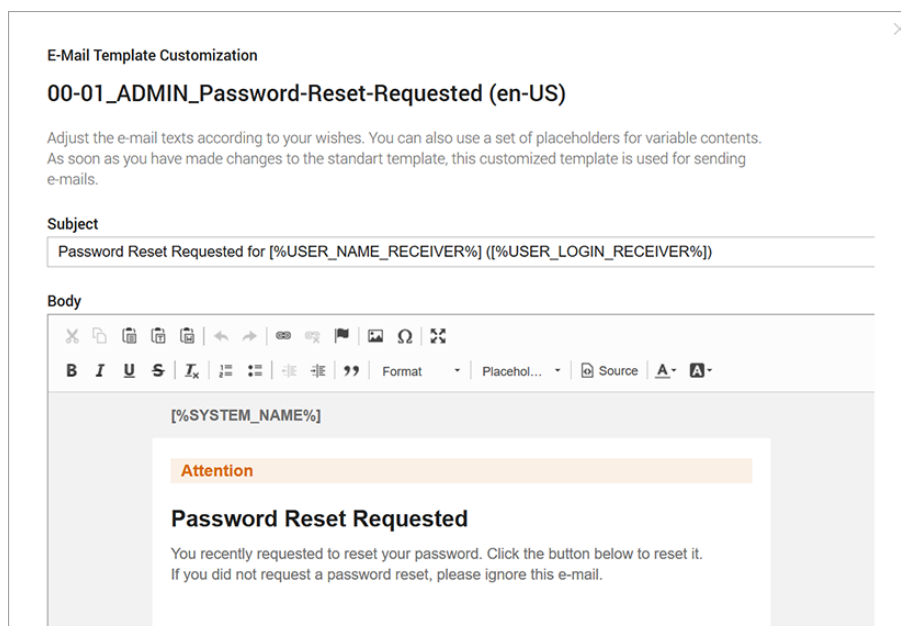 E-Mail Template Customization
00-01_ADMIN_Password-Reset-Requested (en-US)
Adjust the e-mail texts according to your wishes. You can also use a set of placeholders for variable contents.
As soon as you have made changes to the standart template, this customized template is used for sending
e-mails.
Subject
Password Reset Requested for [%USER_NAME_RECEIVER%] ([%USER_LOGIN_RECEIVER%])
Body
B I U S Tx Format Placehol... Source A A
[%SYSTEM_NAME%]
Attention
Password Reset Requested
You recently requested to reset your password. Click the button below to reset it.
If you did not request a password reset, please ignore this e-mail.